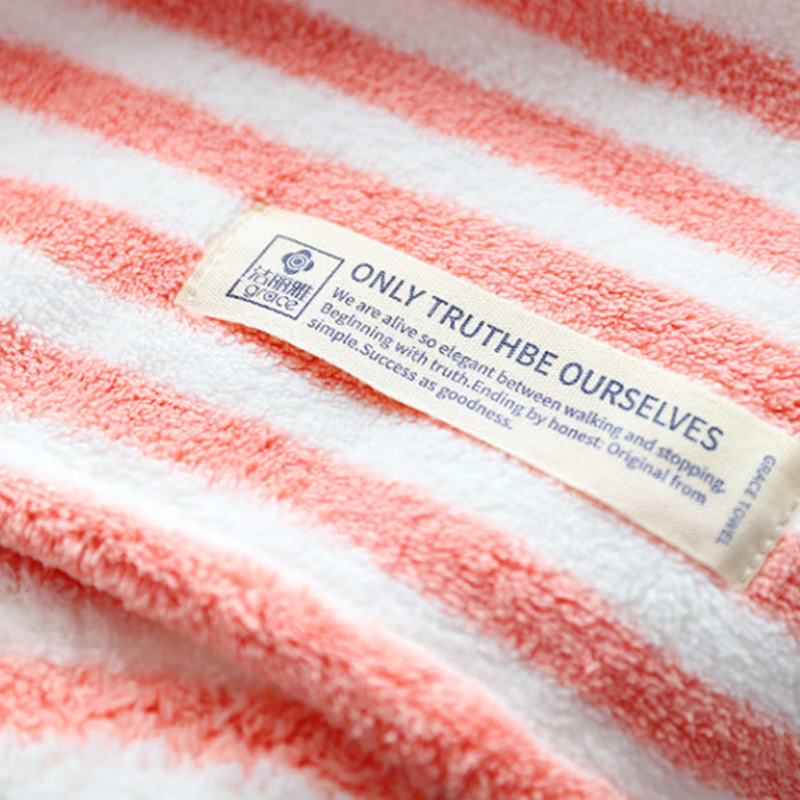 洁丽雅
grace
ONLY TRUTHBE OURSELVES
We are alive so elegant between walking and stopping.
Beginning with truth.Ending by honest. Original from
simple.Success as goodness.
GRACE TOWEL